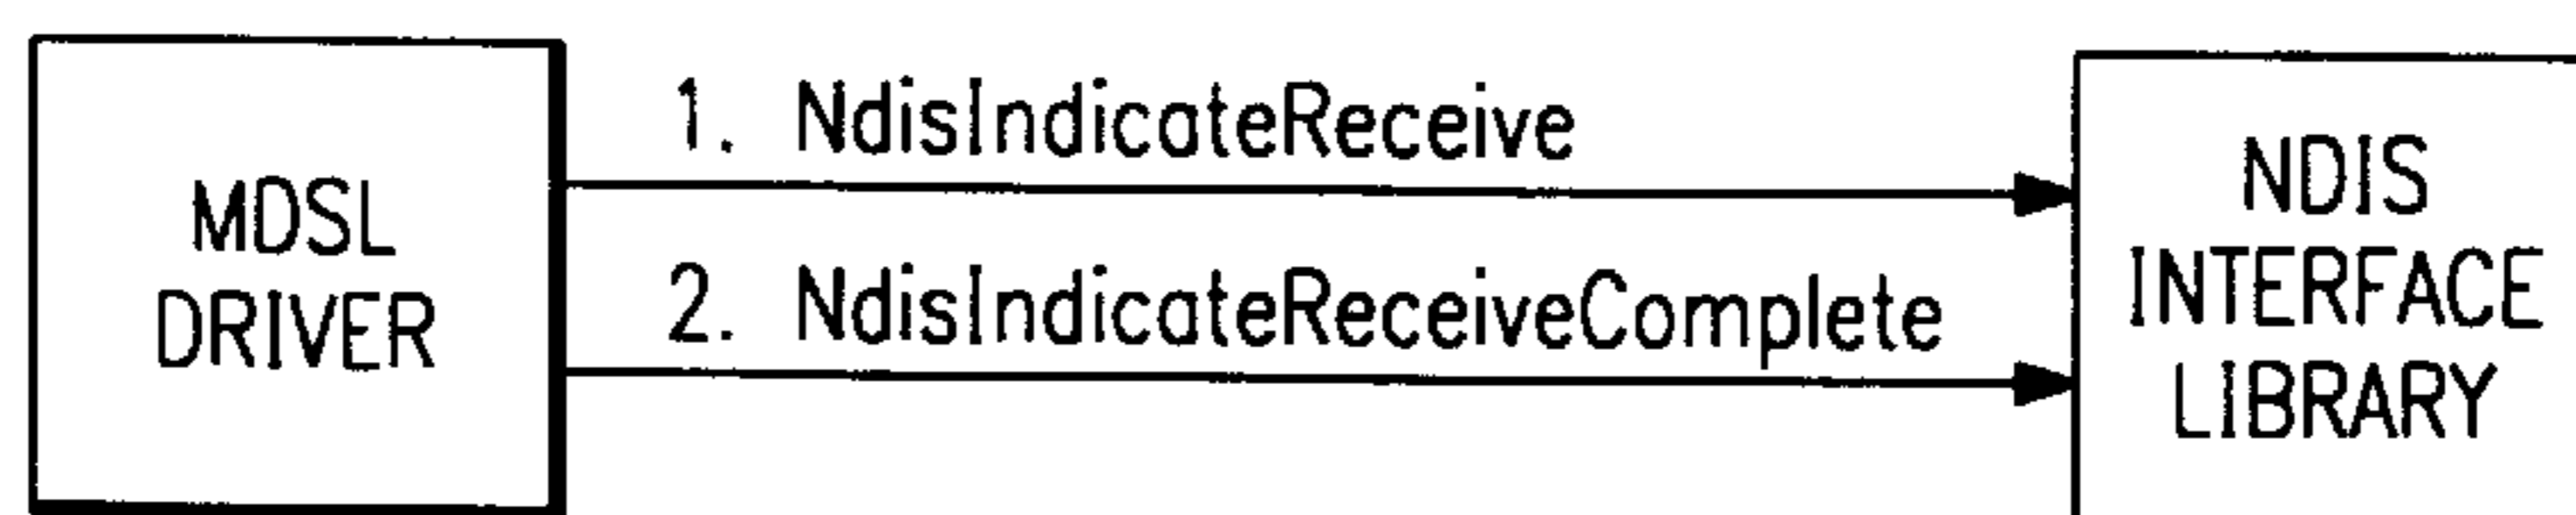 MDSL
DRIVER
1. NdisIndicateReceive
2. NdisIndicateReceiveComplete
NDIS
INTERFACE
LIBRARY